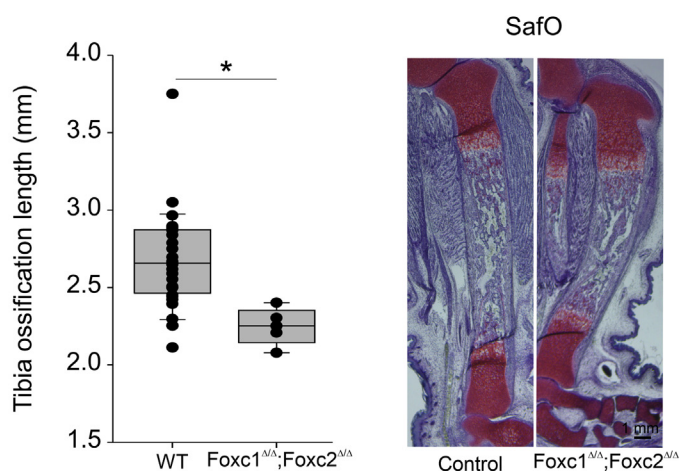 SafO
Tibia ossification length (mm)
4.0
3.5
3.0
2.5
2.0
1.5
*
WT
Foxc1Δ/Δ;Foxc2Δ/Δ
1 mm
Control
Foxc1Δ/Δ;Foxc2Δ/Δ